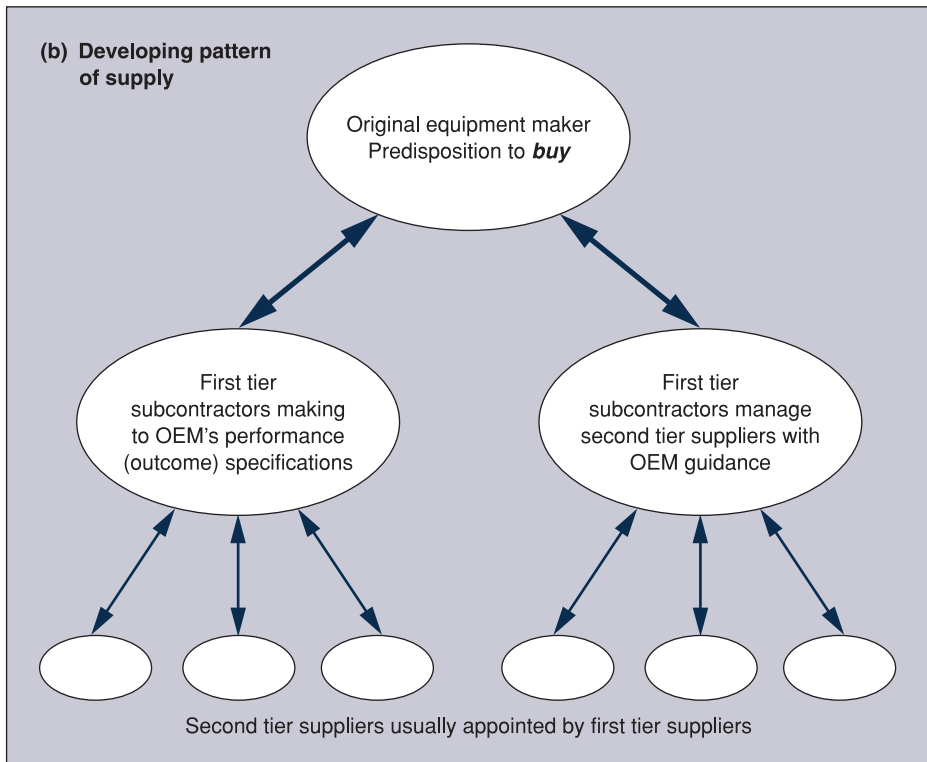 (b) Developing pattern
of supply
Original equipment maker
Predisposition to buy
First tier
subcontractors making
to OEM's performance
(outcome) specifications
First tier
subcontractors manage
second tier suppliers with
OEM guidance
Second tier suppliers usually appointed by first tier suppliers